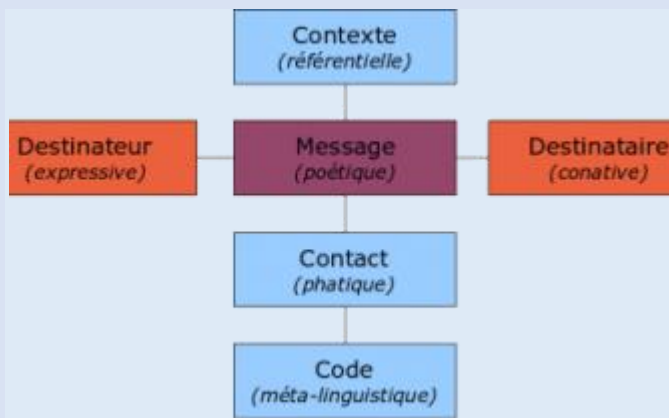 Contexte
(référentielle)
Destinateur
(expressive)
Message
(poétique)
Destinataire
(conative)
Contact
(phatique)
Code
(méta-linguistique)